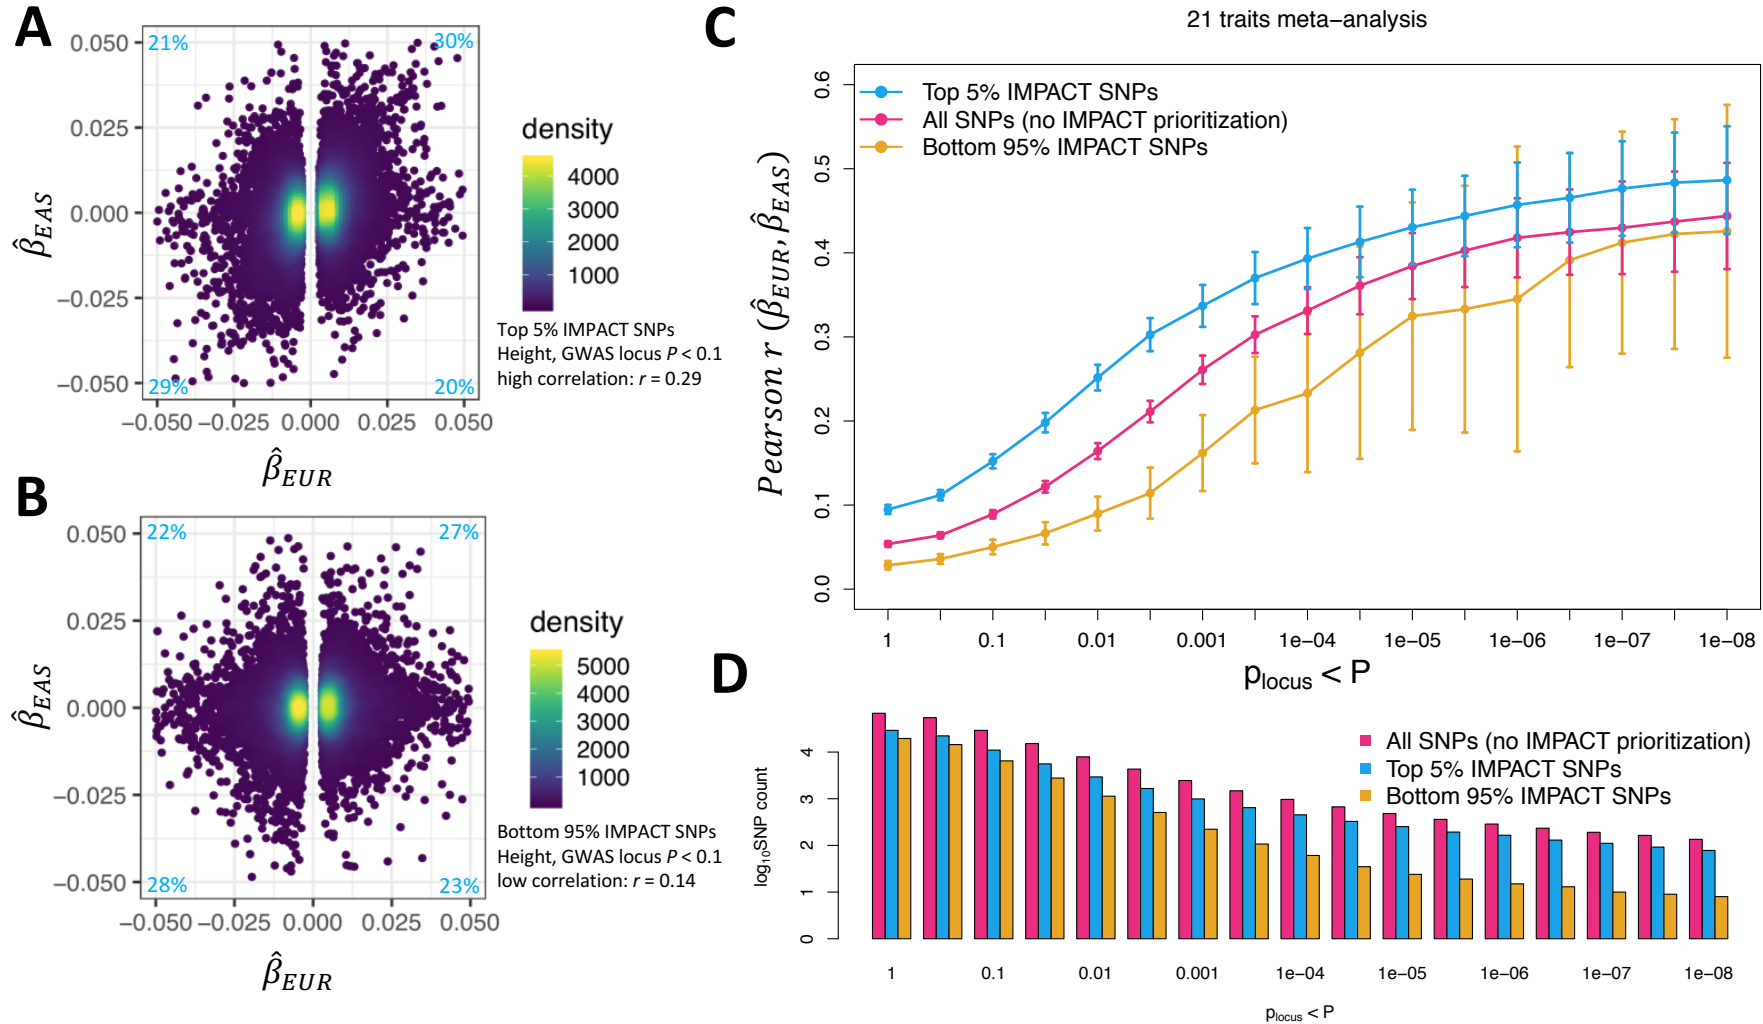 A
0.050
0.025
0.000
−0.025
−0.050
21%
30%
29%
20%
−0.050 −0.025 0.000 0.025 0.050
β̂EAS
β̂EUR
density
4000
3000
2000
1000
Top 5% IMPACT SNPs
Height, GWAS locus P < 0.1
high correlation: r = 0.29
B
0.050
0.025
0.000
−0.025
−0.050
22%
27%
28%
23%
−0.050 −0.025 0.000 0.025 0.050
β̂EAS
β̂EUR
density
5000
4000
3000
2000
1000
Bottom 95% IMPACT SNPs
Height, GWAS locus P < 0.1
low correlation: r = 0.14
C
21 traits meta−analysis
Top 5% IMPACT SNPs
All SNPs (no IMPACT prioritization)
Bottom 95% IMPACT SNPs
Pearson r (β̂EUR, β̂EAS)
0.6
0.5
0.4
0.3
0.2
0.1
0.0
1 0.1 0.01 0.001 1e−04 1e−05 1e−06 1e−07 1e−08
plocus < P
D
All SNPs (no IMPACT prioritization)
Top 5% IMPACT SNPs
Bottom 95% IMPACT SNPs
log10SNP count
4
3
2
1
0
1 0.1 0.01 0.001 1e−04 1e−05 1e−06 1e−07 1e−08
plocus < P